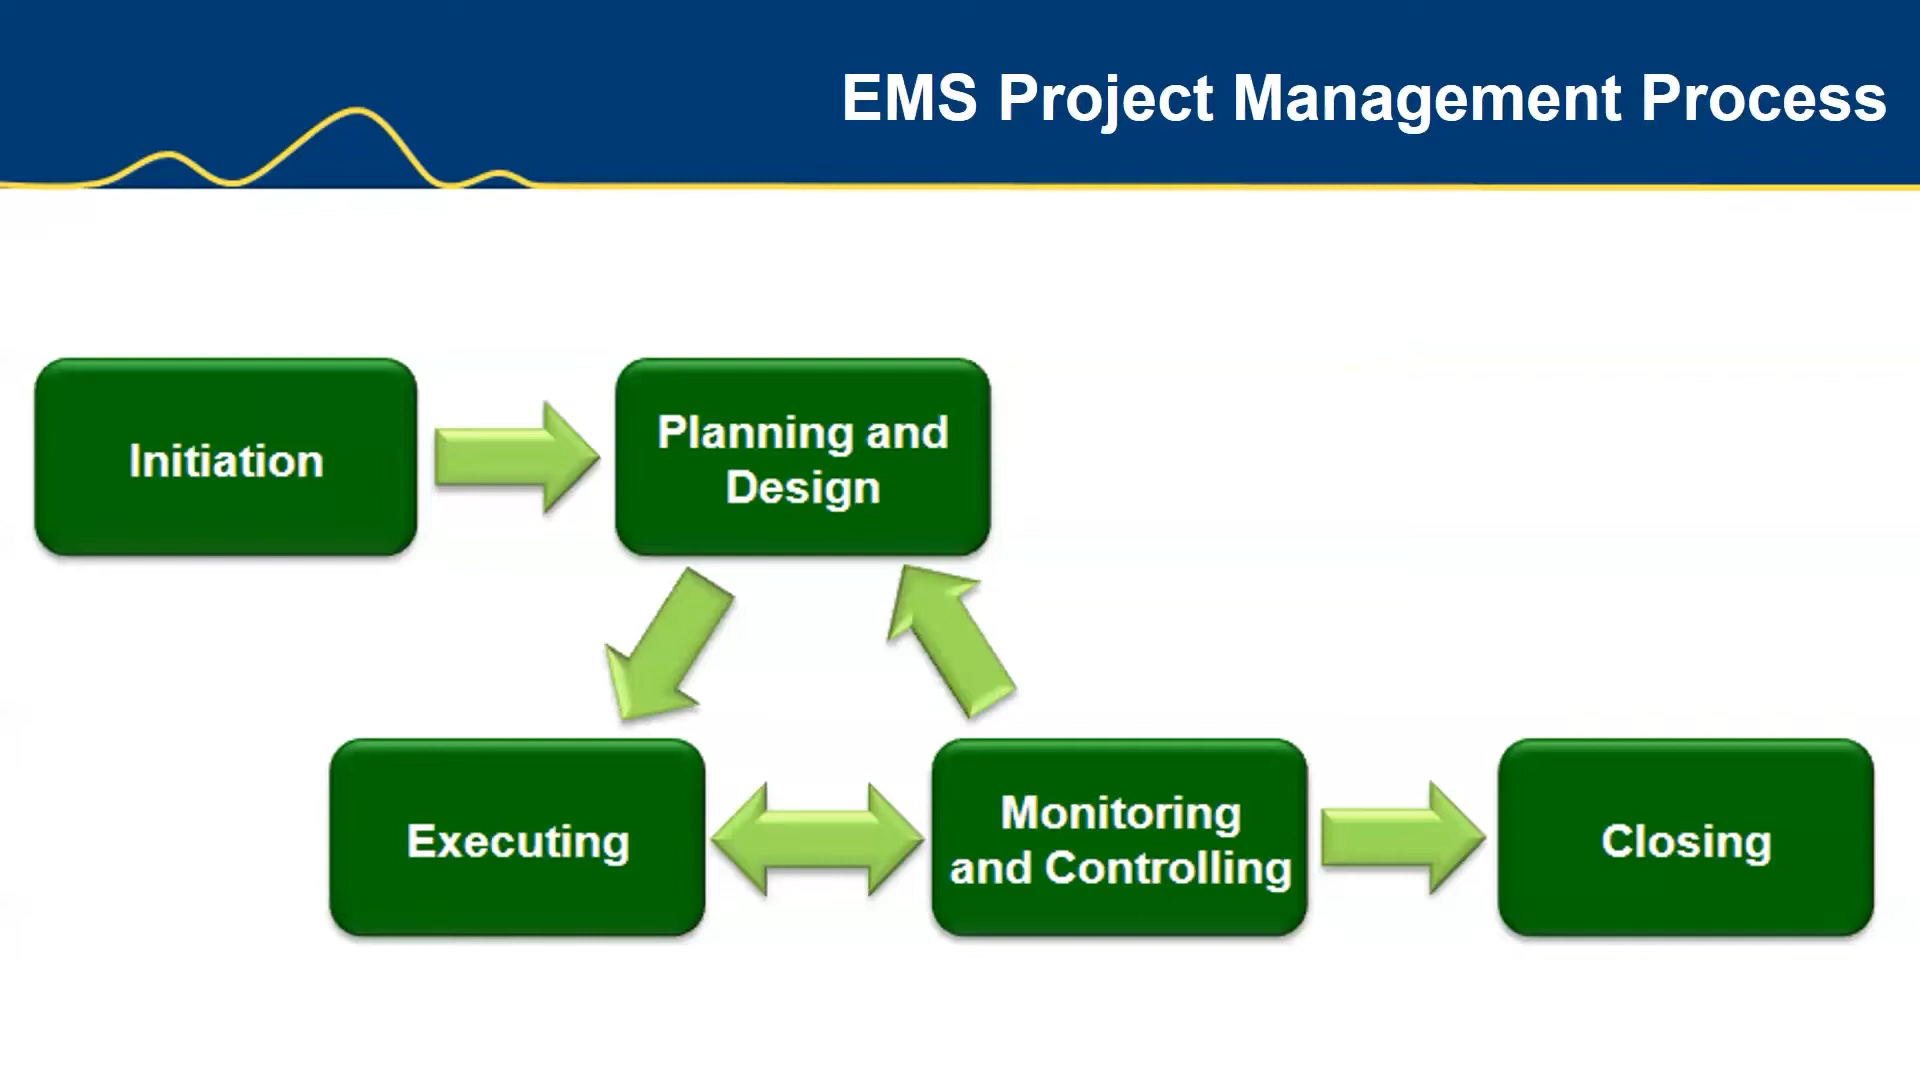 EMS Project Management Process
Initiation
Planning and
Design
Executing
Monitoring
and Controlling
Closing